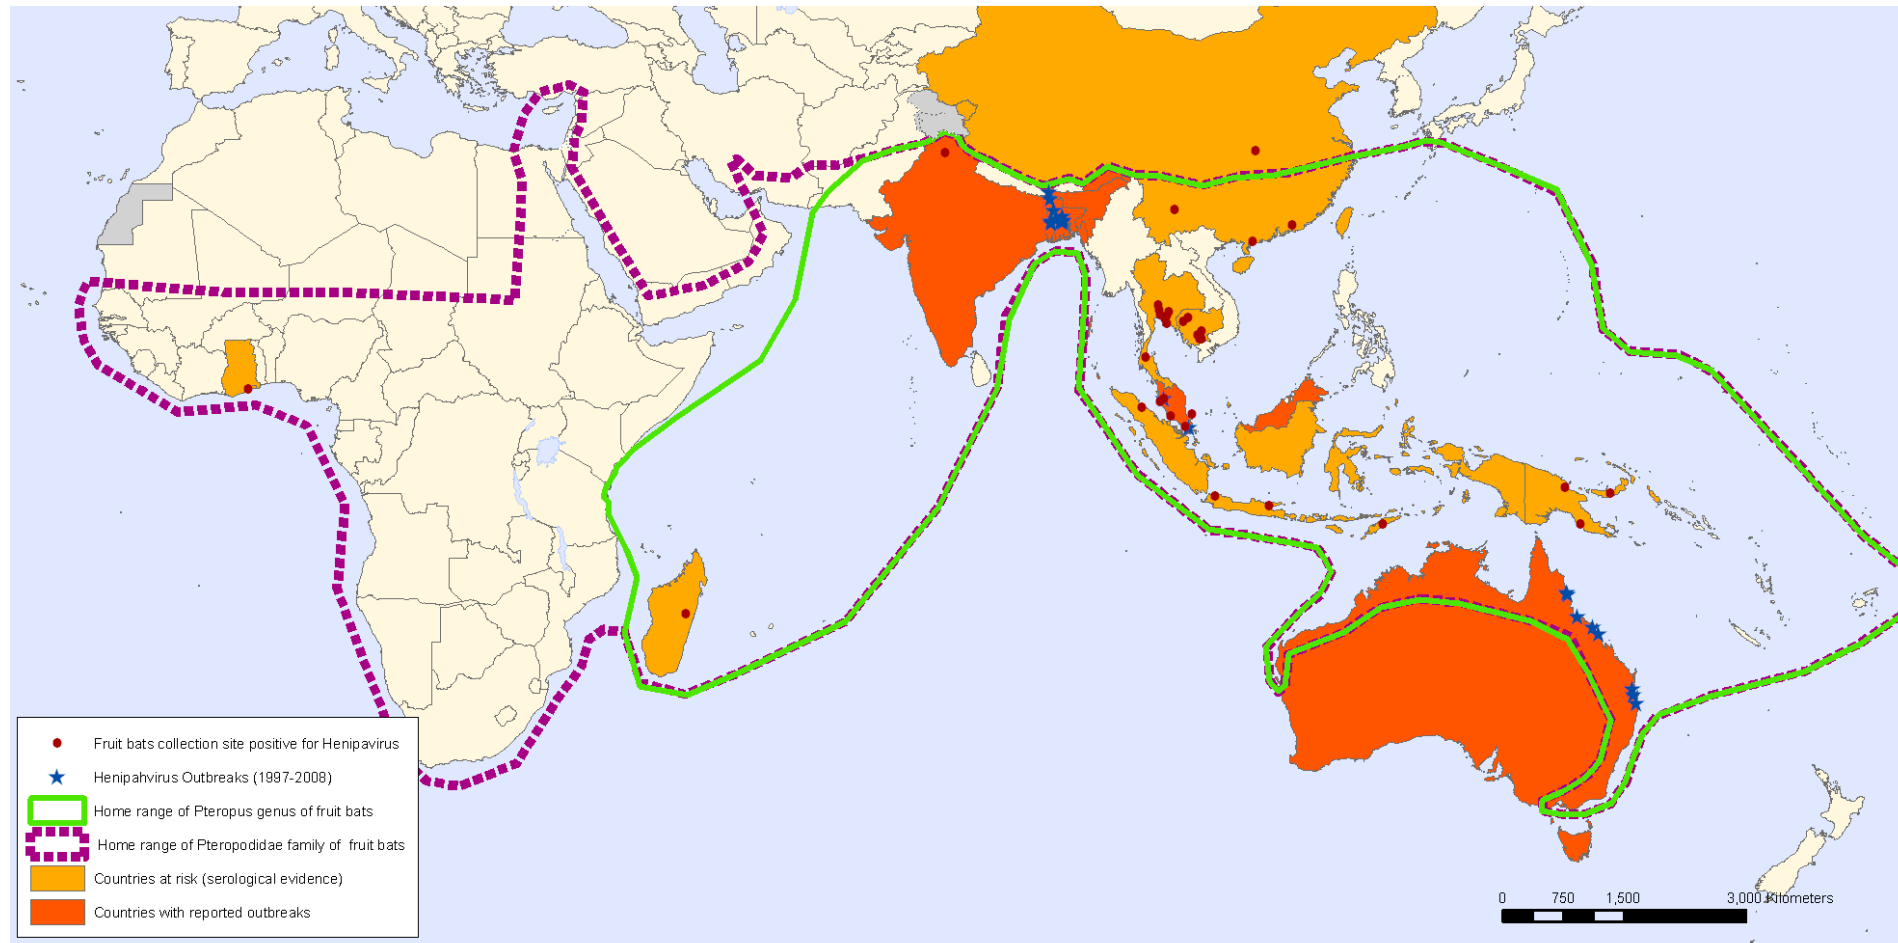 Fruit bats collection site positive for Henipavirus
Henipahvirus Outbreaks (1997-2008)
Home range of Pteropus genus of fruit bats
Home range of Pteropodidae family of fruit bats
Countries at risk (serological evidence)
Countries with reported outbreaks
0 750 1,500 3,000 Kilometers